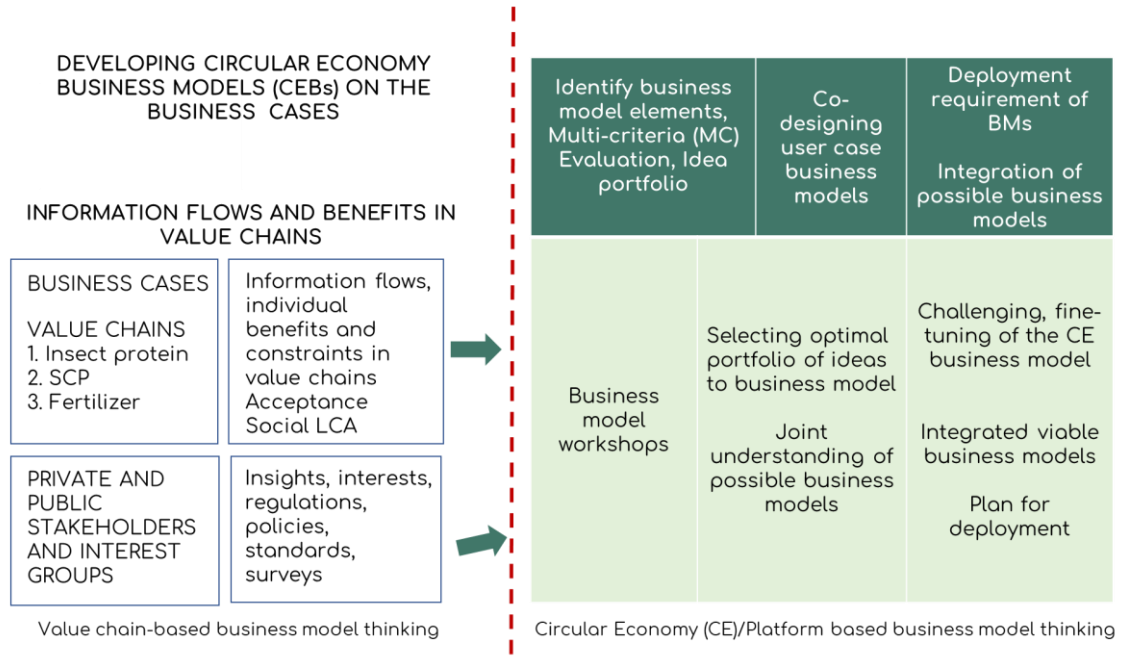 DEVELOPING CIRCULAR ECONOMY
BUSINESS MODELS (CEBs) ON THE
BUSINESS CASES
INFORMATION FLOWS AND BENEFITS IN
VALUE CHAINS
BUSINESS CASES
VALUE CHAINS
1. Insect protein
2. SCP
3. Fertilizer
Information flows,
individual
benefits and
constraints in
value chains
Acceptance
Social LCA
PRIVATE AND
PUBLIC
STAKEHOLDERS
AND INTEREST
GROUPS
Insights, interests,
regulations,
policies,
standards,
surveys
Value chain-based business model thinking
Identify business
model elements,
Multi-criteria (MC)
Evaluation, Idea
portfolio
Co-
designing
user case
business
models
Deployment
requirement of
BMs
Integration of
possible business
models
Business
model
workshops
Selecting optimal
portfolio of ideas
to business model
Joint
understanding of
possible business
models
Challenging, fine-
tuning of the CE
business model
Integrated viable
business models
Plan for
deployment
Circular Economy (CE)/Platform based business model thinking